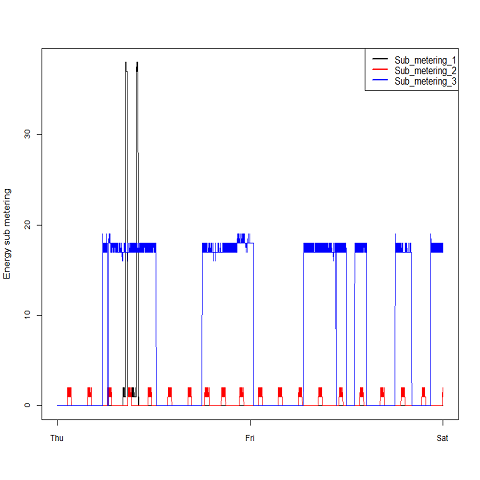 Sub_metering_1
Sub_metering_2
Sub_metering_3
Energy sub metering
30
20
10
0
Thu Fri Sat